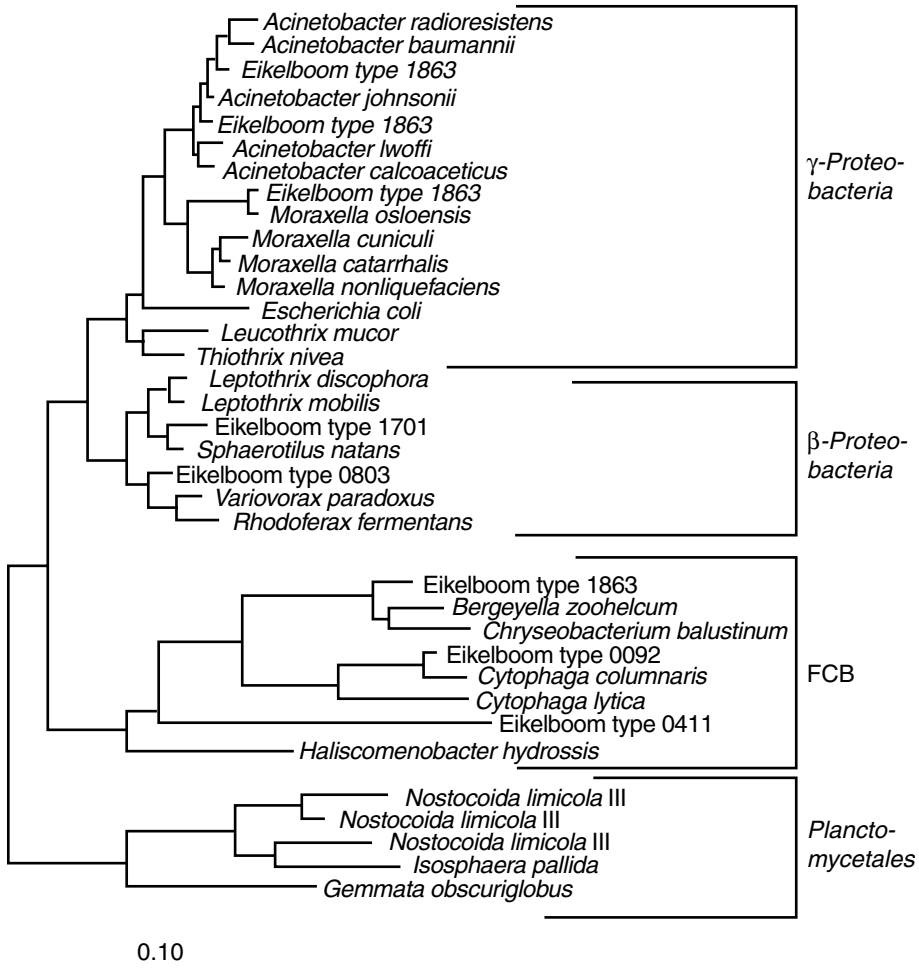 Acinetobacter radioresistens
Acinetobacter baumannii
Eikelboom type 1863
Acinetobacter johnsonii
Eikelboom type 1863
Acinetobacter lwoffi
Acinetobacter calcoaceticus
Eikelboom type 1863
Moraxella osloensis
Moraxella cuniculi
Moraxella catarrhalis
Moraxella nonliquefaciens
Escherichia coli
Leucothrix mucor
Thiothrix nivea
γ-Proteo-
bacteria
Leptothrix discophora
Leptothrix mobilis
Eikelboom type 1701
Sphaerotilus natans
Eikelboom type 0803
Variovorax paradoxus
Rhodoferax fermentans
β-Proteo-
bacteria
Eikelboom type 1863
Bergeyella zoohelcum
Chryseobacterium balustinum
Eikelboom type 0092
Cytophaga columnaris
Cytophaga lytica
Eikelboom type 0411
Haliscomenobacter hydrossis
FCB
Nostocoida limicola III
Nostocoida limicola III
Nostocoida limicola III
Isosphaera pallida
Gemmata obscuriglobus
Plancto-
mycetales
0.10